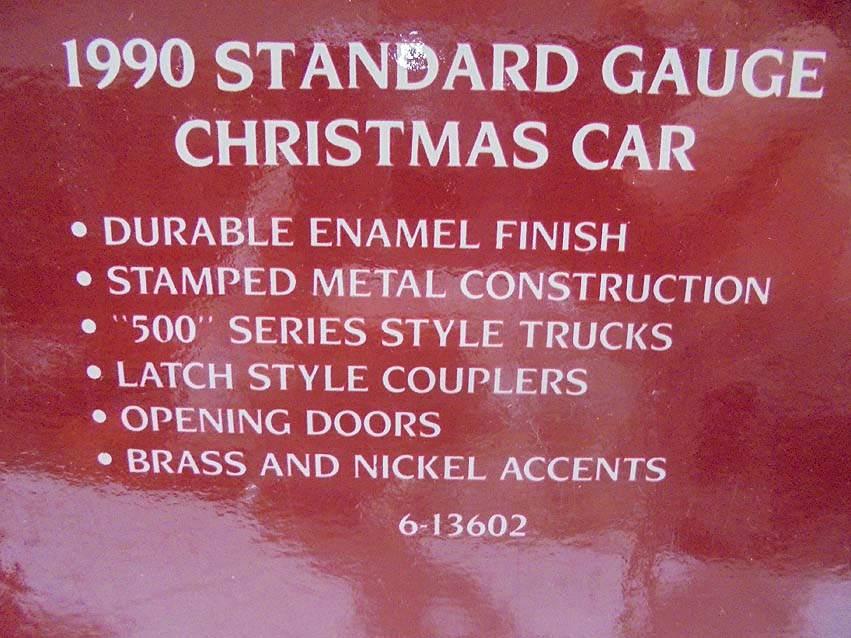 1990 STANDARD GAUGE
CHRISTMAS CAR
• DURABLE ENAMEL FINISH
• STAMPED METAL CONSTRUCTION
• "500" SERIES STYLE TRUCKS
• LATCH STYLE COUPLERS
• OPENING DOORS
• BRASS AND NICKEL ACCENTS
6-13602